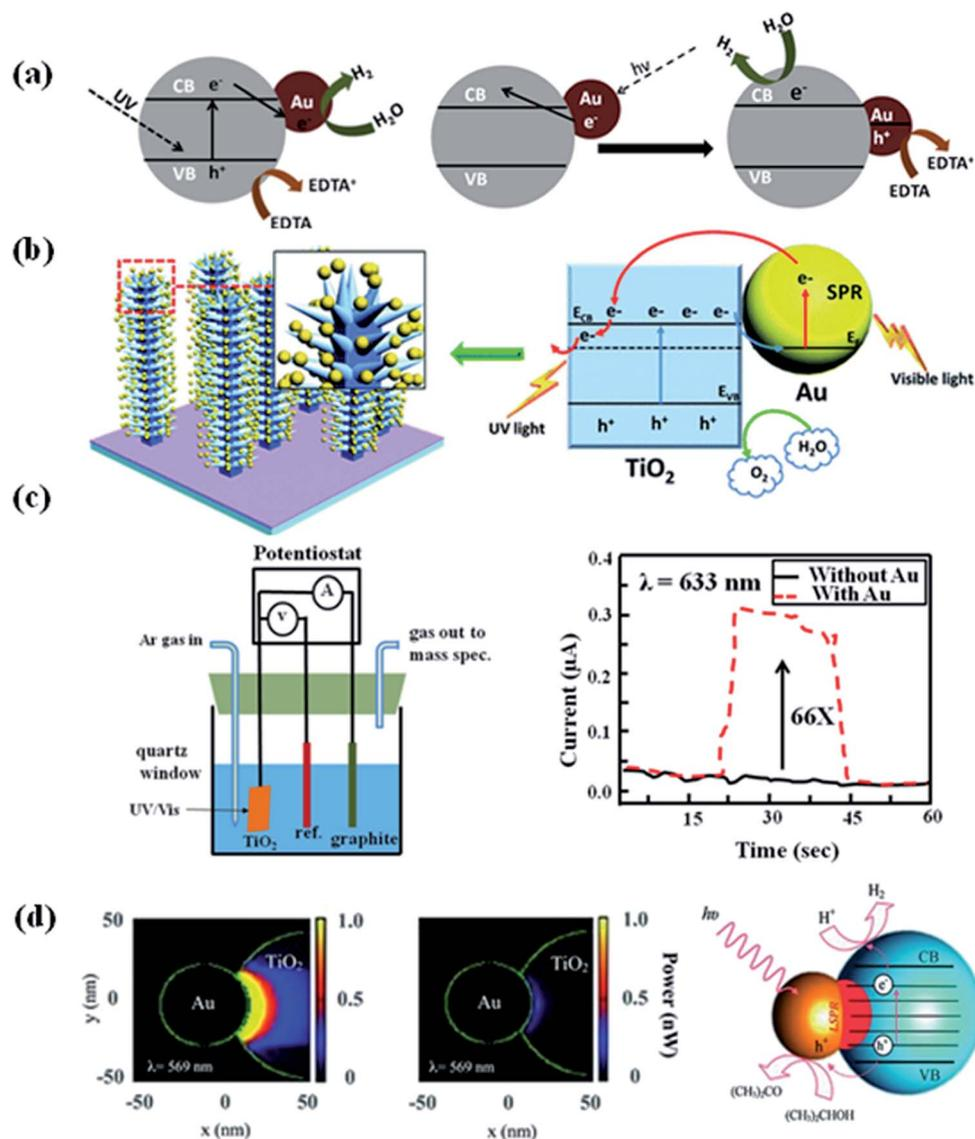 (a)
UV
CB e⁻
VB h⁺
Au
e⁻
H₂
H₂O
EDTA⁺
EDTA
CB
VB
Au
e⁻
hν
H₂
H₂O
CB e⁻
VB
Au
h⁺
EDTA⁺
EDTA
(b)
E_CB e- e- e- e-
e-
E_VB
h⁺ h⁺ h⁺
UV light
TiO₂
e- SPR
E_f
Au
Visible light
O₂
H₂O
(c)
Potentiostat
A
v
Ar gas in
gas out to
mass spec.
quartz
window
UV/Vis
TiO₂
ref.
graphite
λ = 633 nm
Without Au
With Au
66X
Current (µA)
0.4
0.3
0.2
0.1
0.0
15 30 45 60
Time (sec)
(d)
50
0
-50
y (nm)
Au
TiO₂
λ= 569 nm
-50 0 50
x (nm)
1.0
0.5
0
Au
TiO₂
λ= 569 nm
-50 0 50
x (nm)
1.0
0.5
0
Power (nW)
hυ
H⁺
H₂
CB
e⁻
LSPR
h⁺
h⁺
VB
(CH₃)₂CO
(CH₃)₂CHOH